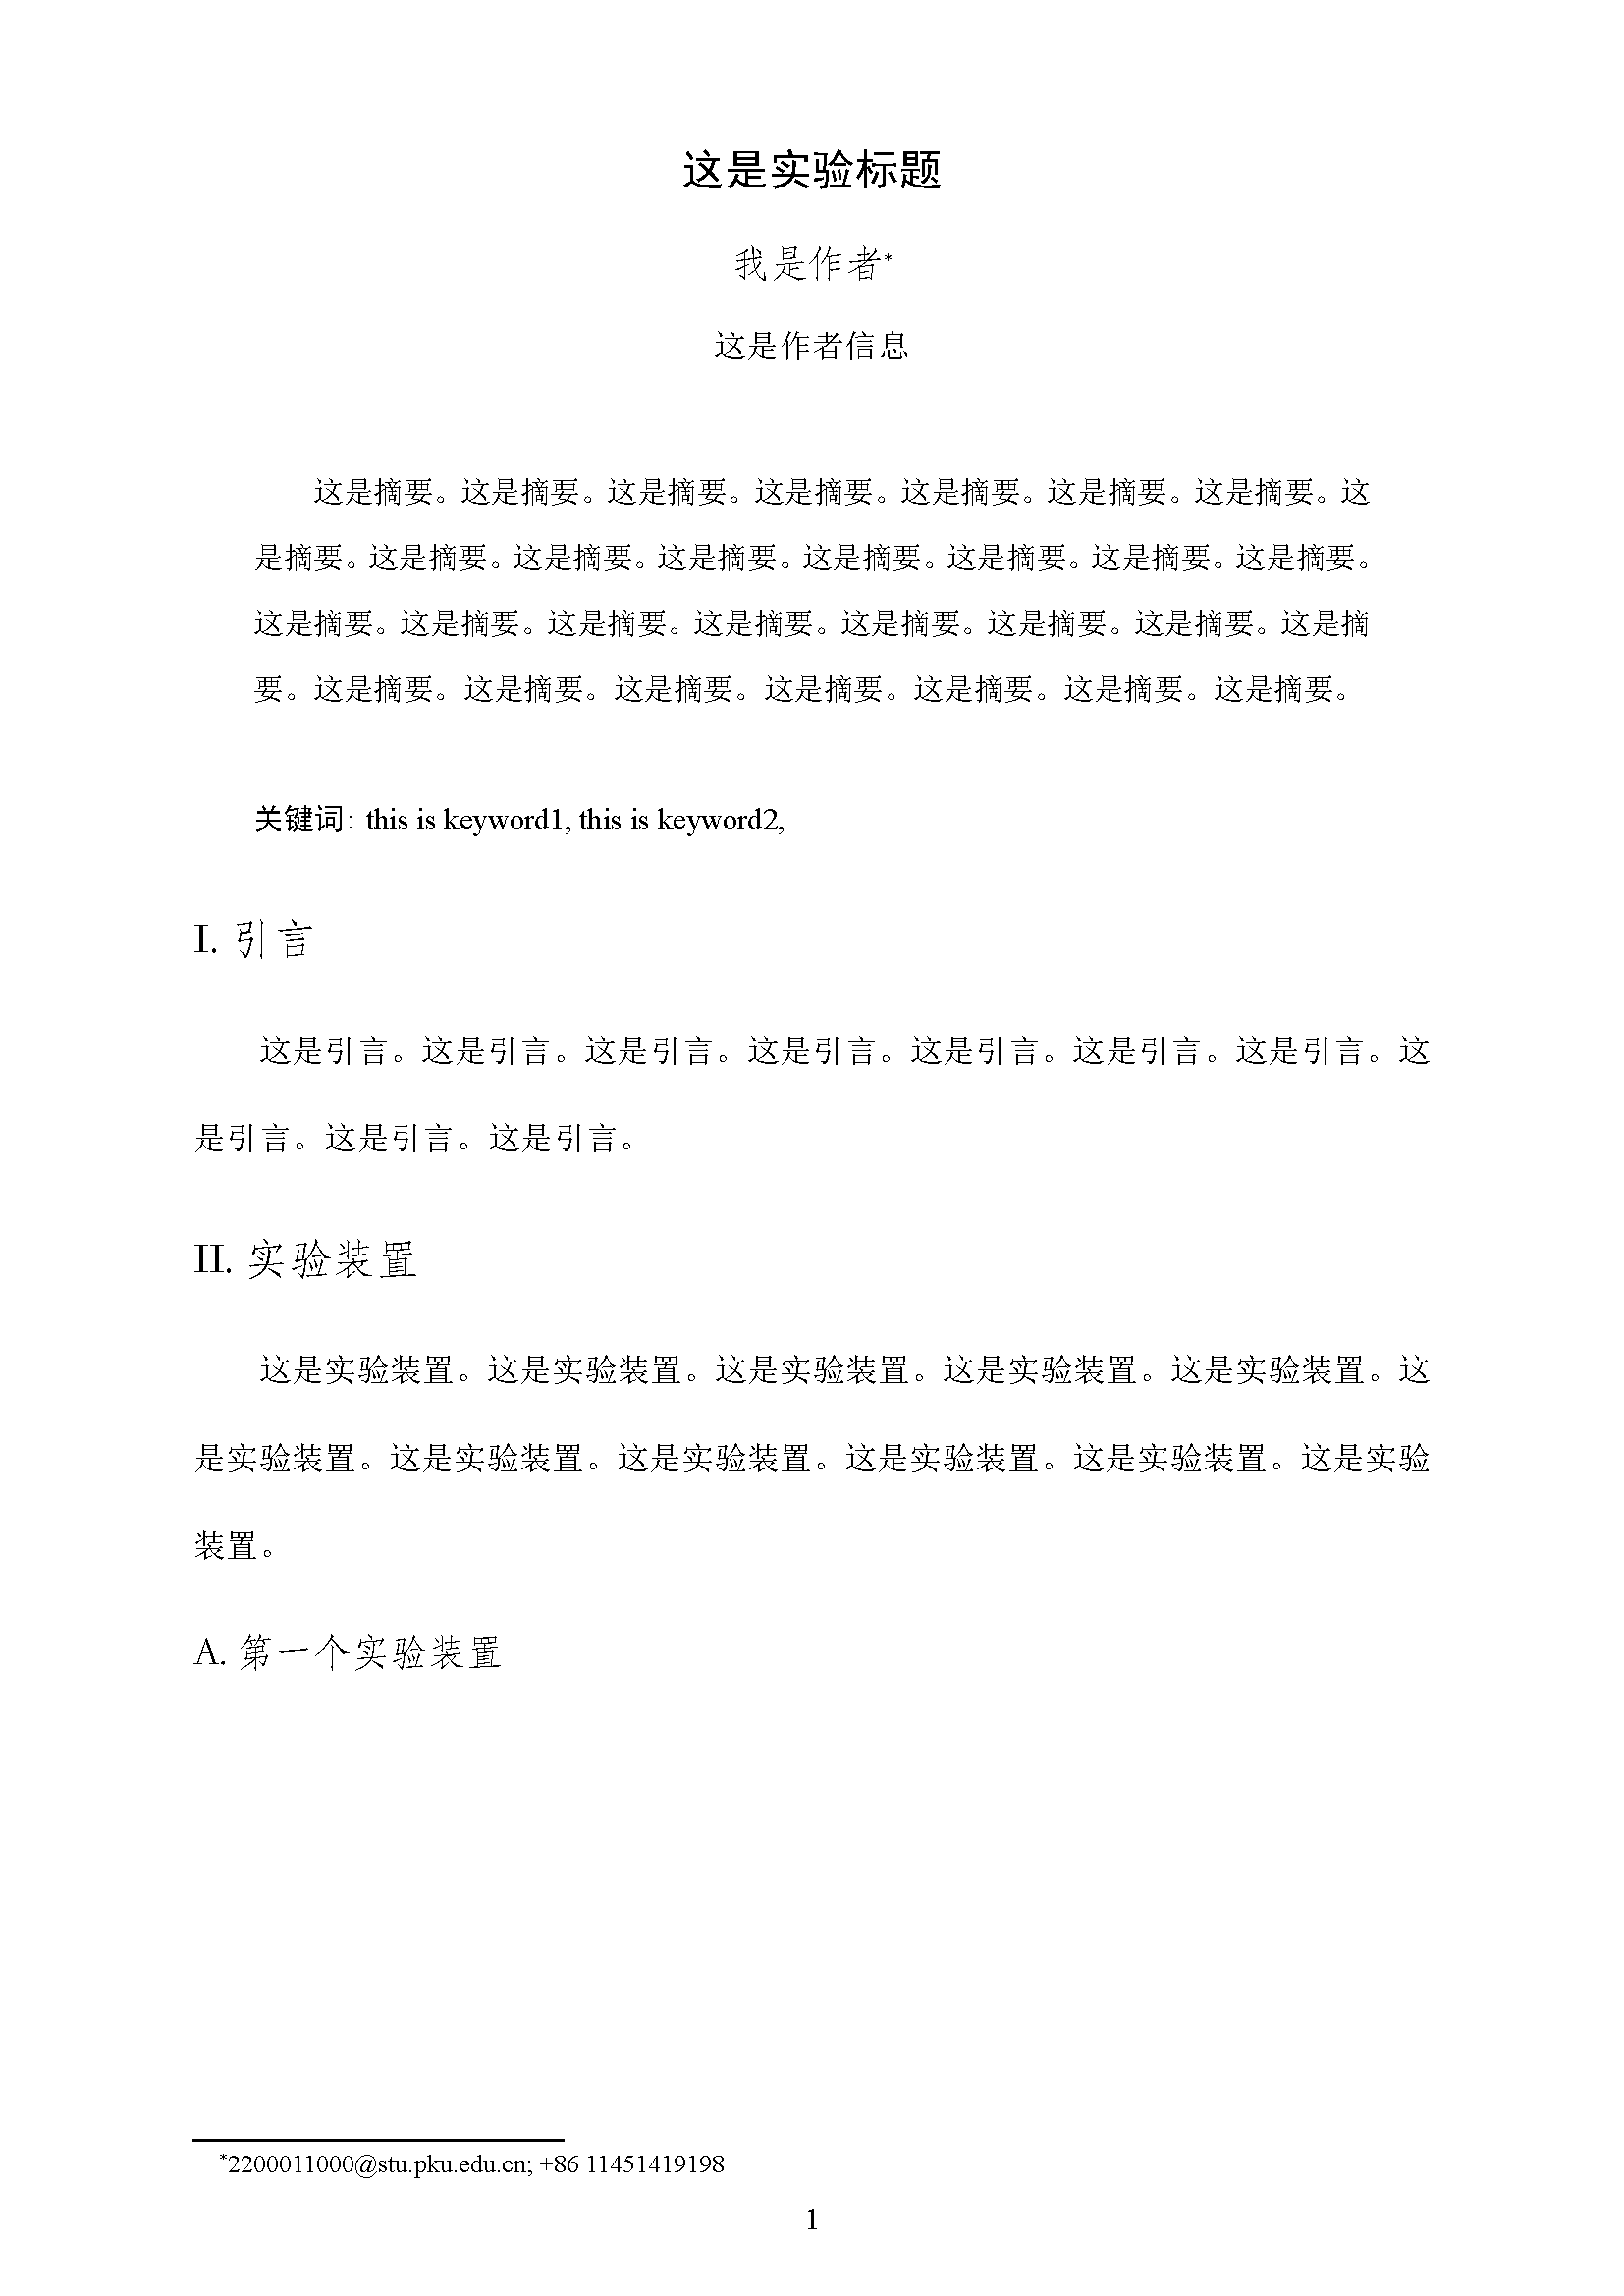 这是实验标题
我是作者*
这是作者信息
这是摘要。这是摘要。这是摘要。这是摘要。这是摘要。这是摘要。这是摘要。这
是摘要。这是摘要。这是摘要。这是摘要。这是摘要。这是摘要。这是摘要。这是摘要。
这是摘要。这是摘要。这是摘要。这是摘要。这是摘要。这是摘要。这是摘要。这是摘
要。这是摘要。这是摘要。这是摘要。这是摘要。这是摘要。这是摘要。这是摘要。
关键词: this is keyword1, this is keyword2,
I. 引言
这是引言。这是引言。这是引言。这是引言。这是引言。这是引言。这是引言。这
是引言。这是引言。这是引言。
II. 实验装置
这是实验装置。这是实验装置。这是实验装置。这是实验装置。这是实验装置。这
是实验装置。这是实验装置。这是实验装置。这是实验装置。这是实验装置。这是实验
装置。
A. 第一个实验装置
*2200011000@stu.pku.edu.cn; +86 11451419198
1